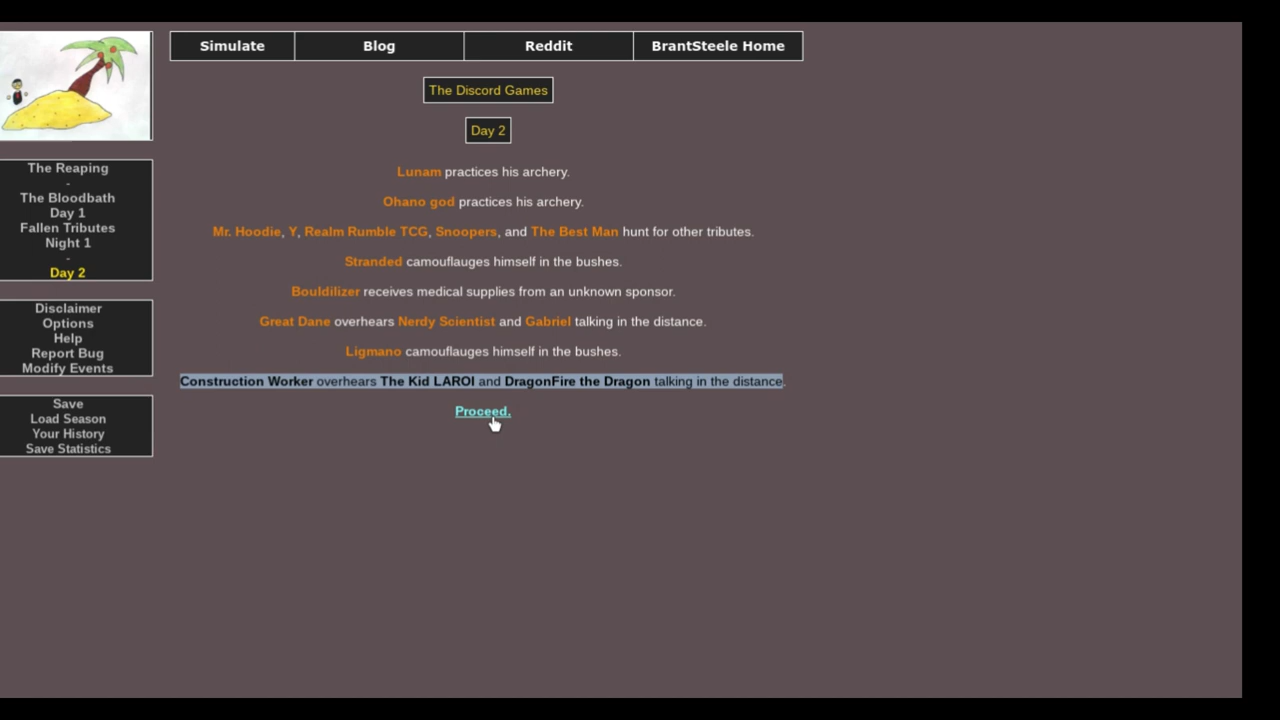 Simulate
Blog
Reddit
BrantSteele Home
The Discord Games
Day 2
The Reaping
-
The Bloodbath
Day 1
Fallen Tributes
Night 1
-
Day 2
Disclaimer
Options
Help
Report Bug
Modify Events
Save
Load Season
Your History
Save Statistics
Lunam practices his archery.
Ohano god practices his archery.
Mr. Hoodie, Y, Realm Rumble TCG, Snoopers, and The Best Man hunt for other tributes.
Stranded camouflauges himself in the bushes.
Bouldilizer receives medical supplies from an unknown sponsor.
Great Dane overhears Nerdy Scientist and Gabriel talking in the distance.
Ligmano camouflauges himself in the bushes.
Construction Worker overhears The Kid LAROI and DragonFire the Dragon talking in the distance.
Proceed.